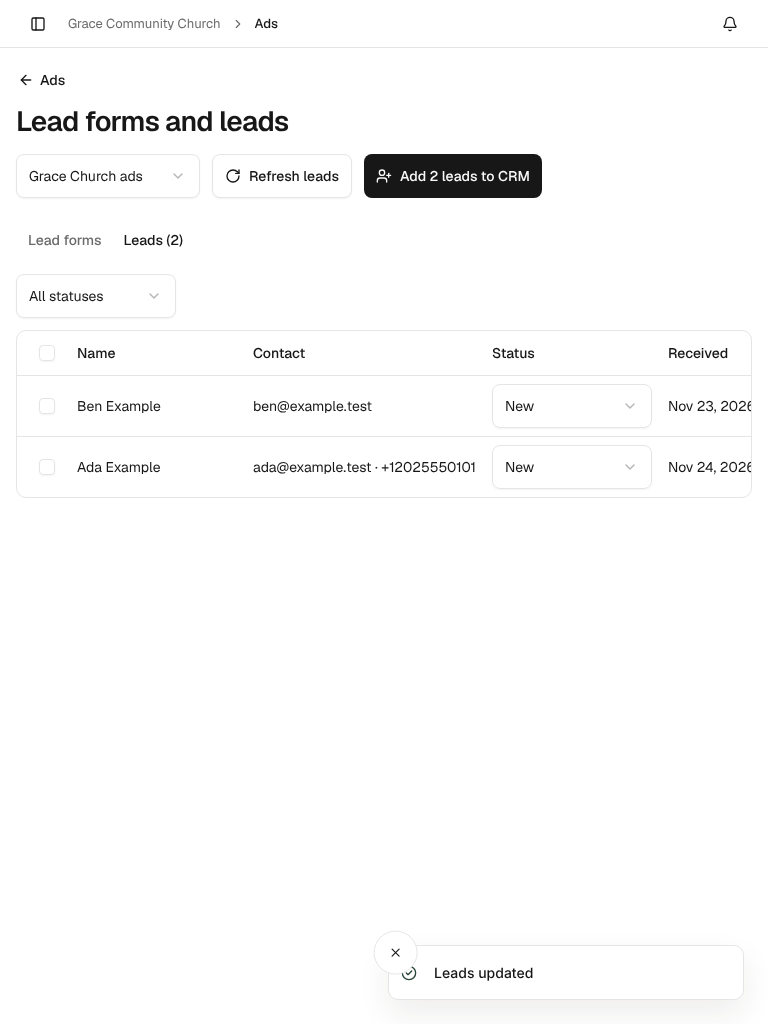 Grace Community Church > Ads
Ads
Lead forms and leads
Grace Church ads
Refresh leads
Add 2 leads to CRM
Lead forms
Leads (2)
All statuses
Name Contact Status Received
Ben Example ben@example.test New Nov 23, 2026
Ada Example ada@example.test · +12025550101 New Nov 24, 2026
Leads updated